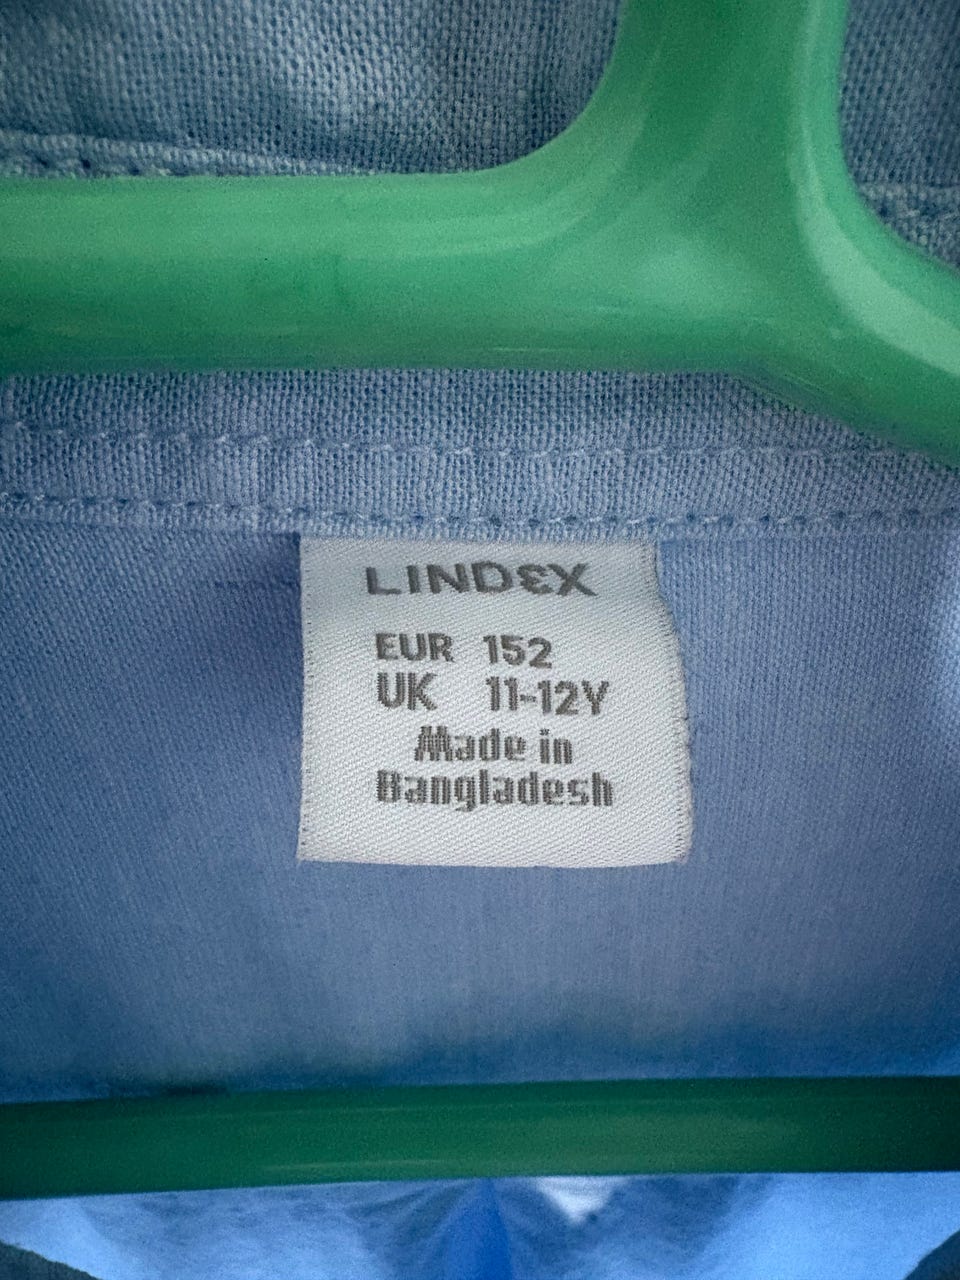 LINDEX
EUR 152
UK 11-12Y
Made in
Bangladesh